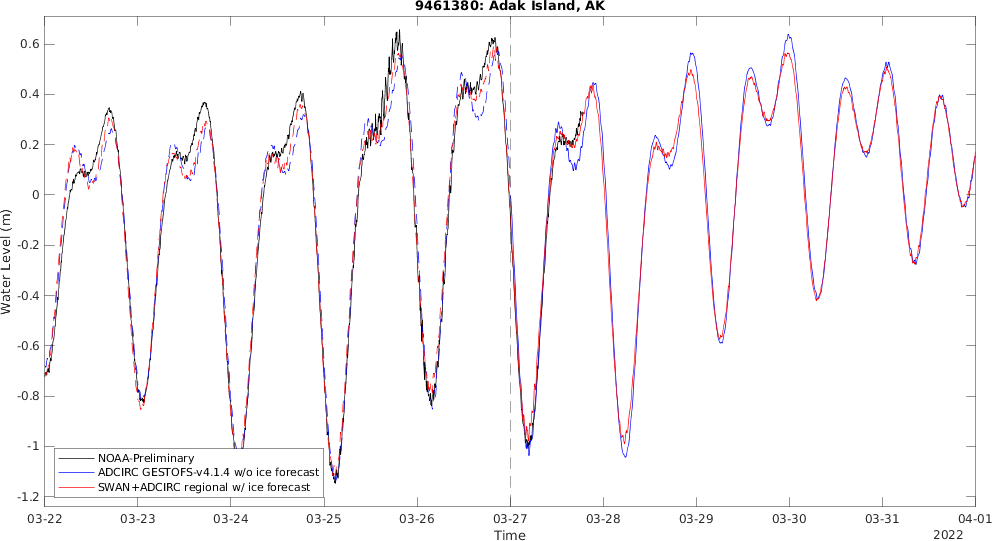 9461380: Adak Island, AK
Water Level (m)
0.6
0.4
0.2
0
-0.2
-0.4
-0.6
-0.8
-1
-1.2
NOAA-Preliminary
ADCIRC GESTOFS-v4.1.4 w/o ice forecast
SWAN+ADCIRC regional w/ ice forecast
03-22 03-23 03-24 03-25 03-26 03-27 03-28 03-29 03-30 03-31 04-01
Time
2022